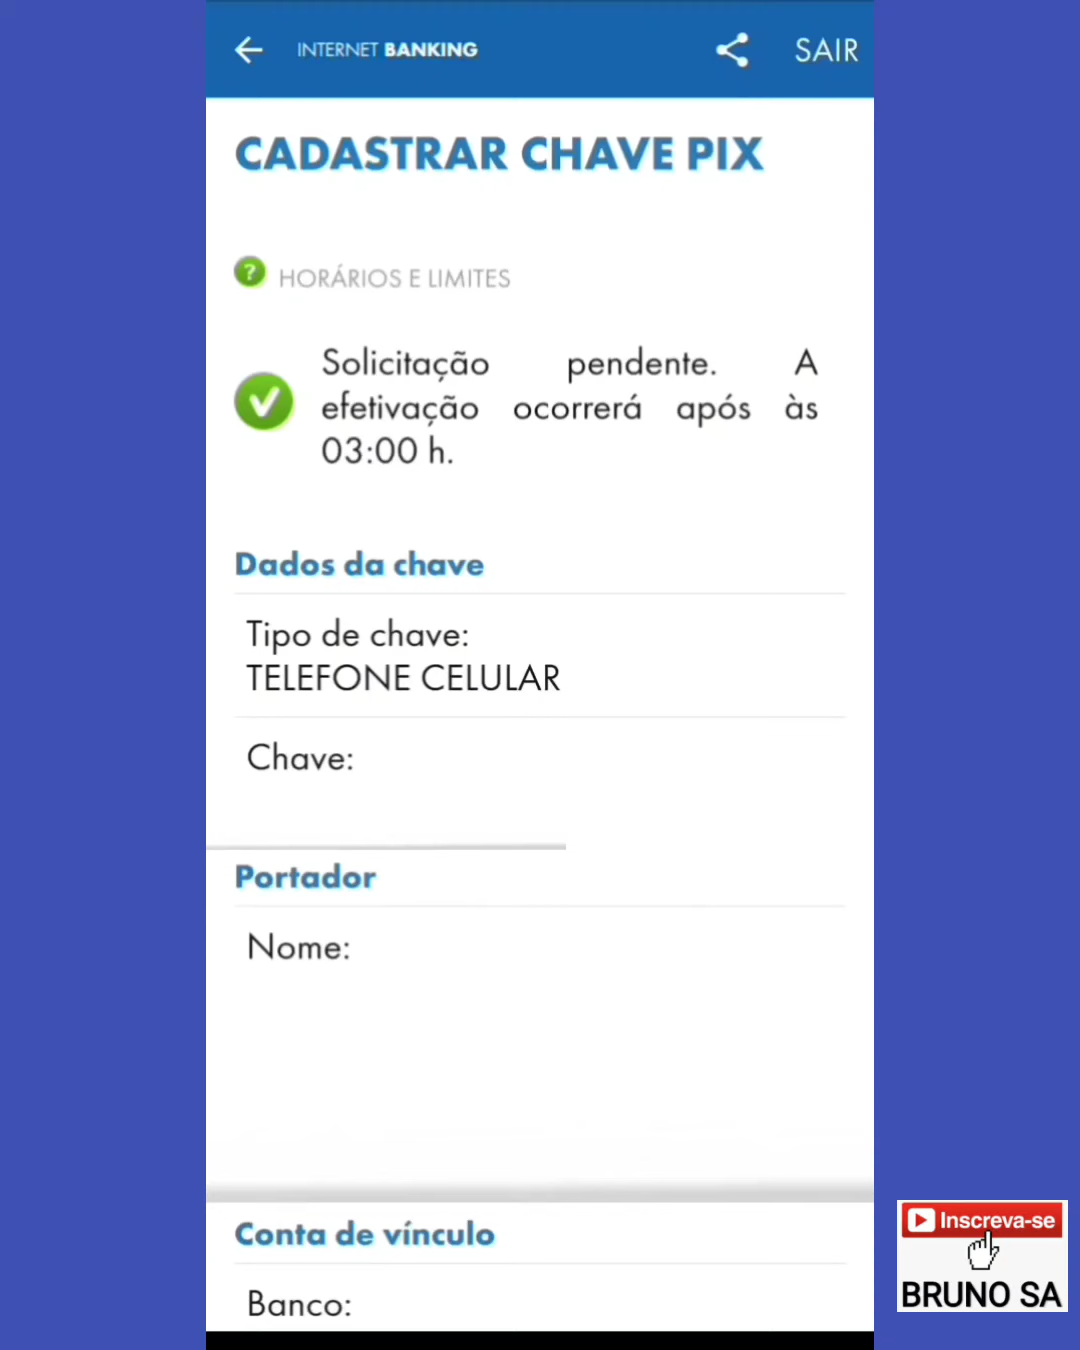 INTERNET BANKING
SAIR
CADASTRAR CHAVE PIX
? HORÁRIOS E LIMITES
Solicitação pendente. A
efetivação ocorrerá após às
03:00 h.
Dados da chave
Tipo de chave:
TELEFONE CELULAR
Chave:
Portador
Nome:
Conta de vínculo
Banco:
Inscreva-se
BRUNO SA